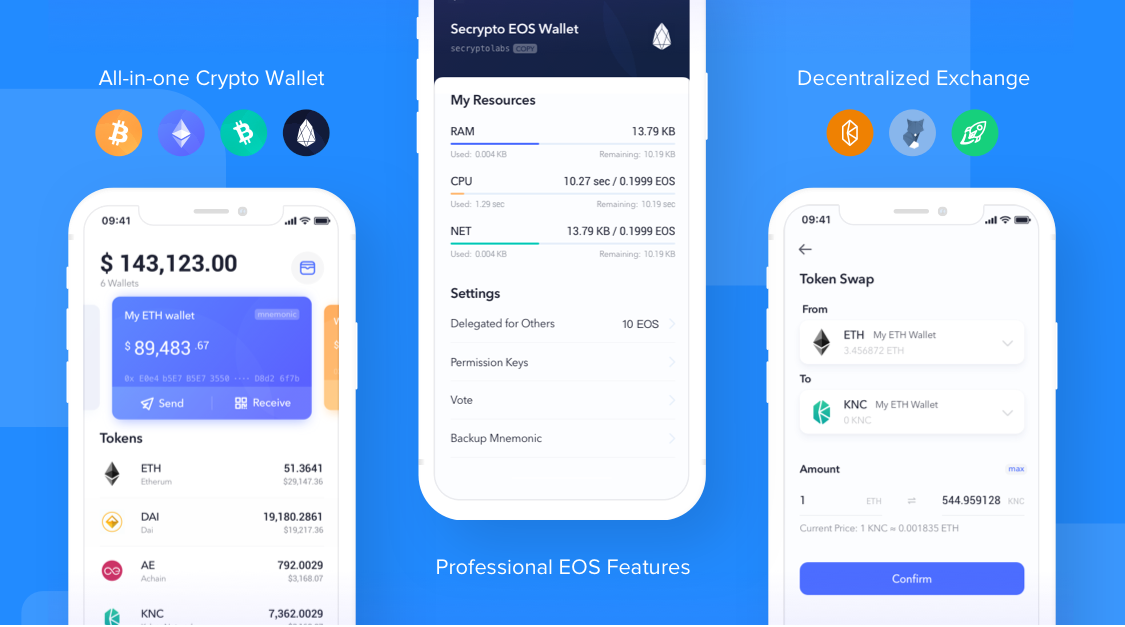 All-in-one Crypto Wallet
09:41
$ 143,123.00
6 Wallets
My ETH wallet
mnemonic
$ 89,483 .67
0x E0e4 b5E7 B5E7 3550 ···· D8d2 6f7b
Send
Receive
Tokens
ETH
51.3641
Etherum
$29,147.36
DAI
19,180.2861
Dai
$19,217.36
AE
792.0029
Achain
$3,168.07
KNC
7,362.0029
Secrypto EOS Wallet
secryptolabs COPY
My Resources
RAM
13.79 KB
Used: 0.004 KB
Remaining: 10.19 KB
CPU
10.27 sec / 0.1999 EOS
Used: 1.29 sec
Remaining: 10.19 sec
NET
13.79 KB / 0.1999 EOS
Used: 0.004 KB
Remaining: 10.19 KB
Settings
Delegated for Others
10 EOS
Permission Keys
Vote
Backup Mnemonic
Professional EOS Features
Decentralized Exchange
09:41
Token Swap
From
ETH My ETH Wallet
3.456872 ETH
To
KNC My ETH Wallet
0 KNC
Amount
max
1
ETH
⇌
544.959128
KNC
Current Price: 1 KNC ≈ 0.001835 ETH
Confirm